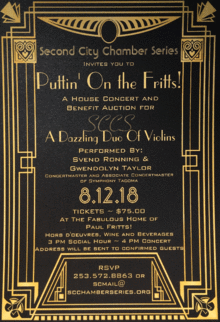 Second City Chamber Series
invites you to
Puttin' On the Fritts!
A House Concert and
Benefit Auction for
SCCS
A Dazzling Duo Of Violins
Performed By:
Svend Ronning &
Gwendolyn Taylor
Concertmaster and Associate Concertmaster
of Symphony Tacoma
8.12.18
Tickets – $75.00
At The Fabulous Home of
Paul Fritts!
Hors d'oeuvres, Wine and Beverages
3 PM Social Hour – 4 PM Concert
Address will be sent to confirmed guests
RSVP
253.572.8863 or
scmail@
scchamberseries.org